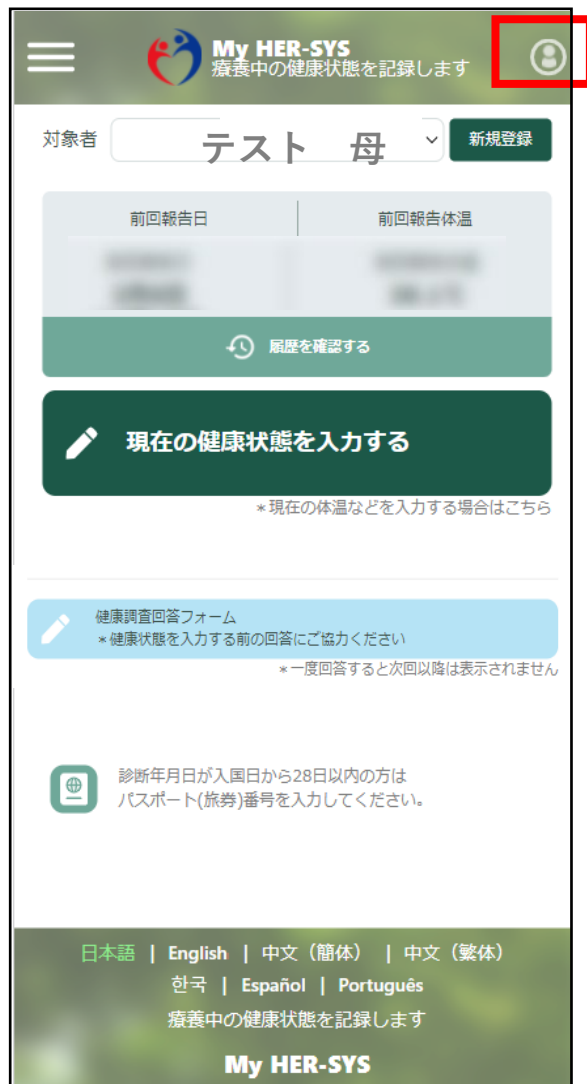 My HER-SYS
療養中の健康状態を記録します
対象者 テスト 母 新規登録
前回報告日 前回報告体温
履歴を確認する
現在の健康状態を入力する
*現在の体温などを入力する場合はこちら
健康調査回答フォーム
*健康状態を入力する前の回答にご協力ください
*一度回答すると次回以降は表示されません
診断年月日が入国日から28日以内の方は
パスポート(旅券)番号を入力してください。
日本語 | English | 中文（簡体） | 中文（繁体）
한국 | Español | Português
療養中の健康状態を記録します
My HER-SYS